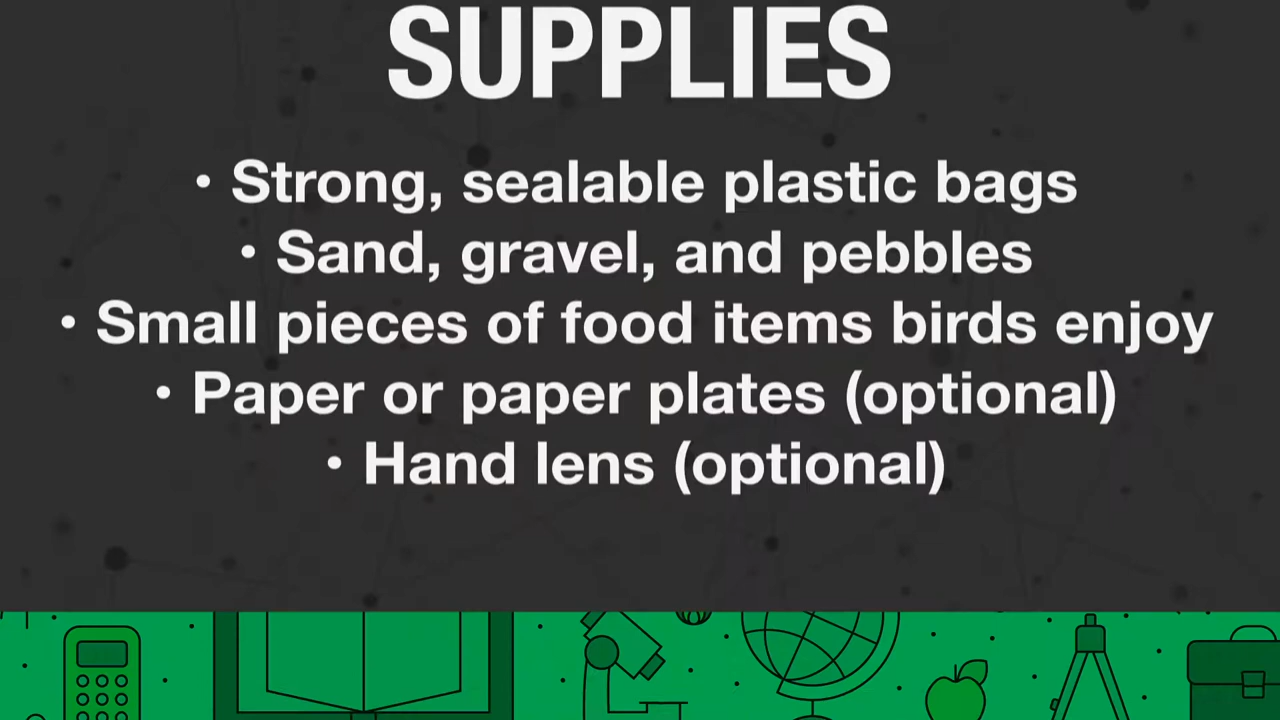 SUPPLIES
• Strong, sealable plastic bags
• Sand, gravel, and pebbles
• Small pieces of food items birds enjoy
• Paper or paper plates (optional)
• Hand lens (optional)